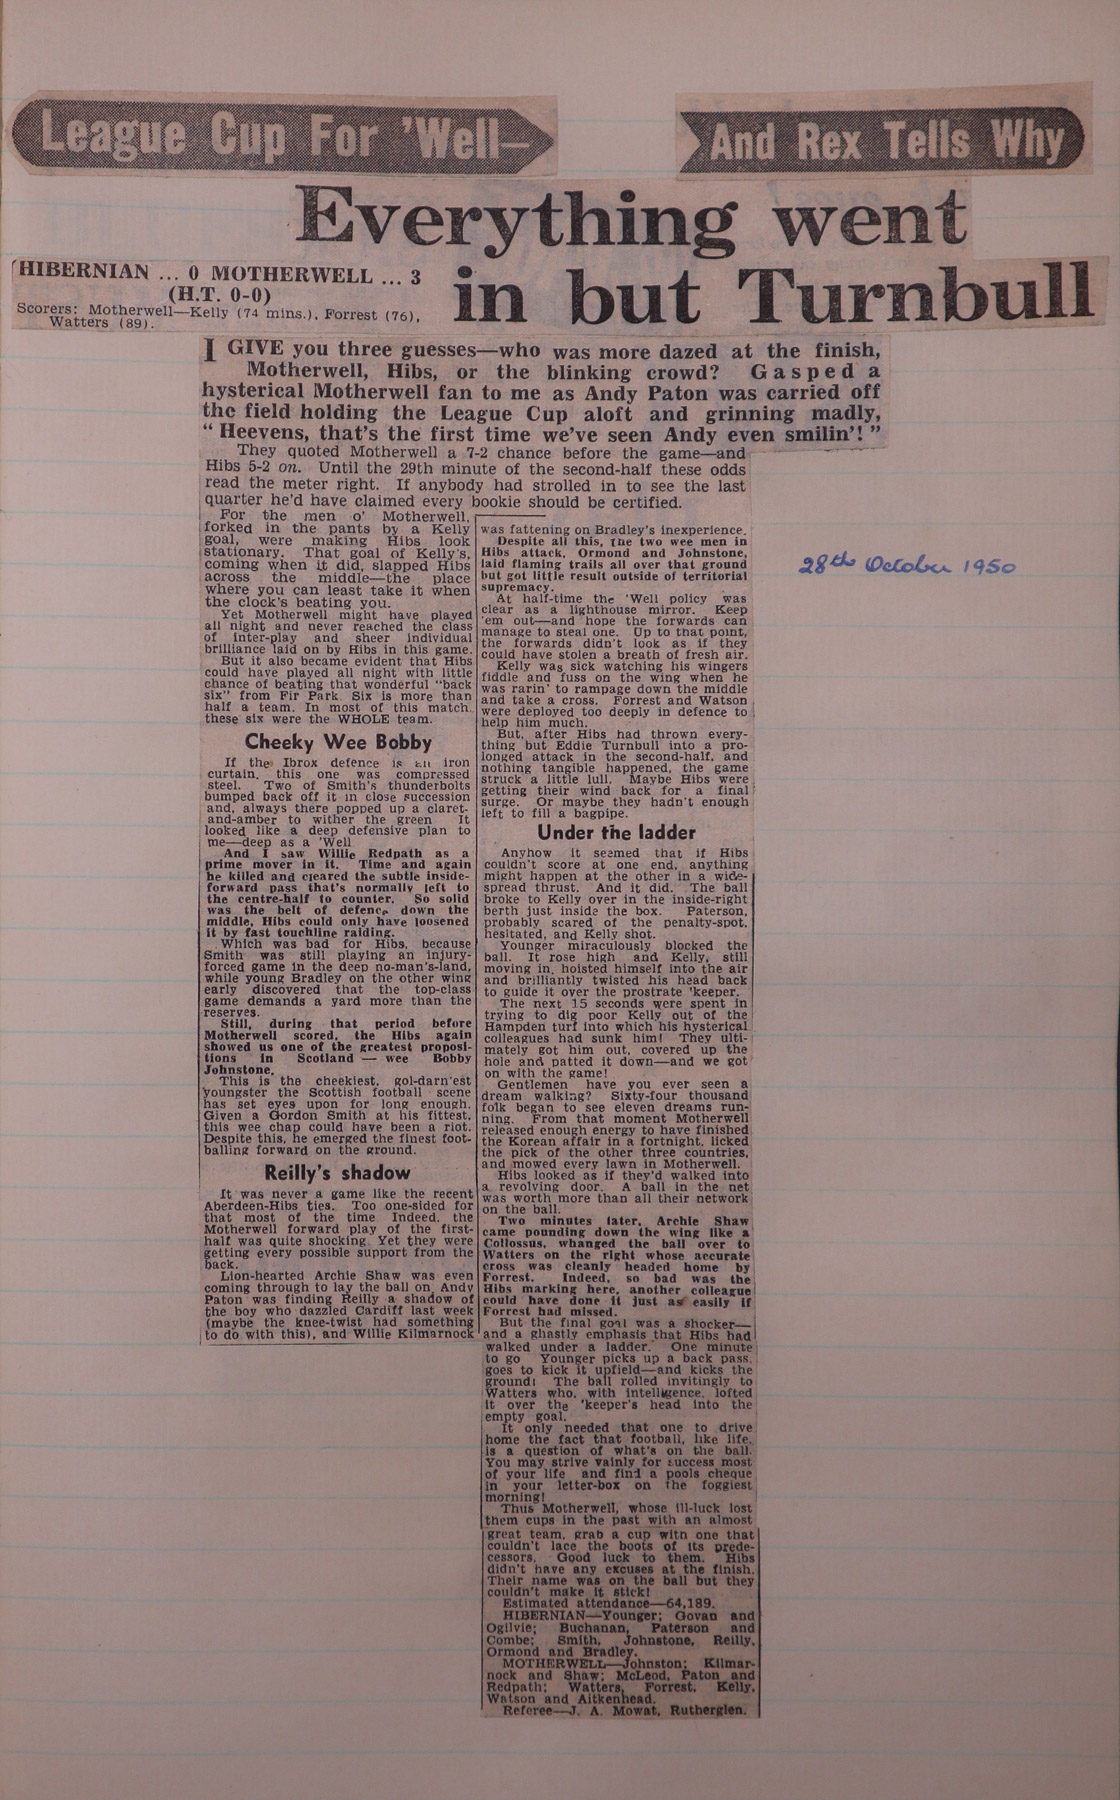 League Cup For 'Well—
And Rex Tells Why
Everything went
in but Turnbull
HIBERNIAN ... 0 MOTHERWELL ... 3
(H.T. 0-0)
Scorers: Motherwell—Kelly (74 mins.), Forrest (76),
Watters (89).
I GIVE you three guesses—who was more dazed at the finish,
Motherwell, Hibs, or the blinking crowd? Gasped a
hysterical Motherwell fan to me as Andy Paton was carried off
the field holding the League Cup aloft and grinning madly,
" Heevens, that's the first time we've seen Andy even smilin'! "
They quoted Motherwell a 7-2 chance before the game—and
Hibs 5-2 on. Until the 29th minute of the second-half these odds
read the meter right. If anybody had strolled in to see the last
quarter he'd have claimed every bookie should be certified.
For the men o' Motherwell,
forked in the pants by a Kelly
goal, were making Hibs look
stationary. That goal of Kelly's,
coming when it did, slapped Hibs
across the middle—the place
where you can least take it when
the clock's beating you.
Yet Motherwell might have played
all night and never reached the class
of inter-play and sheer individual
brilliance laid on by Hibs in this game.
But it also became evident that Hibs
could have played all night with little
chance of beating that wonderful "back
six" from Fir Park. Six is more than
half a team. In most of this match,
these six were the WHOLE team.
Cheeky Wee Bobby
If the Ibrox defence is an iron
curtain, this one was compressed
steel. Two of Smith's thunderbolts
bumped back off it in close succession
and, always there popped up a claret-
and-amber to wither the green It
looked like a deep defensive plan to
me—deep as a 'Well
And I saw Willie Redpath as a
prime mover in it. Time and again
he killed and cleared the subtle inside-
forward pass that's normally left to
the centre-half to counter. So solid
was the belt of defence down the
middle, Hibs could only have loosened
it by fast touchline raiding.
Which was bad for Hibs, because
Smith was still playing an injury-
forced game in the deep no-man's-land,
while young Bradley on the other wing
early discovered that the top-class
game demands a yard more than the
reserves.
Still, during that period before
Motherwell scored, the Hibs again
showed us one of the greatest proposi-
tions in Scotland — wee Bobby
Johnstone.
This is the cheekiest, gol-darn'est
youngster the Scottish football scene
has set eyes upon for long enough.
Given a Gordon Smith at his fittest,
this wee chap could have been a riot.
Despite this, he emerged the finest foot-
balling forward on the ground.
Reilly's shadow
It was never a game like the recent
Aberdeen-Hibs ties. Too one-sided for
that most of the time Indeed, the
Motherwell forward play of the first-
half was quite shocking. Yet they were
getting every possible support from the
back.
Lion-hearted Archie Shaw was even
coming through to lay the ball on, Andy
Paton was finding Reilly a shadow of
the boy who dazzled Cardiff last week
(maybe the knee-twist had something
to do with this), and Willie Kilmarnock
was fattening on Bradley's inexperience.
Despite all this, the two wee men in
Hibs attack, Ormond and Johnstone,
laid flaming trails all over that ground
but got little result outside of territorial
supremacy.
At half-time the 'Well policy was
clear as a lighthouse mirror. Keep
'em out—and hope the forwards can
manage to steal one. Up to that point,
the forwards didn't look as if they
could have stolen a breath of fresh air.
Kelly was sick watching his wingers
fiddle and fuss on the wing when he
was rarin' to rampage down the middle
and take a cross. Forrest and Watson
were deployed too deeply in defence to
help him much.
But, after Hibs had thrown every-
thing but Eddie Turnbull into a pro-
longed attack in the second-half, and
nothing tangible happened, the game
struck a little lull. Maybe Hibs were
getting their wind back for a final
surge. Or maybe they hadn't enough
left to fill a bagpipe.
Under the ladder
Anyhow it seemed that if Hibs
couldn't score at one end, anything
might happen at the other in a wide-
spread thrust. And it did. The ball
broke to Kelly over in the inside-right
berth just inside the box. Paterson,
probably scared of the penalty-spot,
hesitated, and Kelly shot.
Younger miraculously blocked the
ball. It rose high and Kelly, still
moving in, hoisted himself into the air
and brilliantly twisted his head back
to guide it over the prostrate 'keeper.
The next 15 seconds were spent in
trying to dig poor Kelly out of the
Hampden turf into which his hysterical
colleagues had sunk him! They ulti-
mately got him out, covered up the
hole and patted it down—and we got
on with the game!
Gentlemen have you ever seen a
dream walking? Sixty-four thousand
folk began to see eleven dreams run-
ning. From that moment Motherwell
released enough energy to have finished
the Korean affair in a fortnight, licked
the pick of the other three countries,
and mowed every lawn in Motherwell.
Hibs looked as if they'd walked into
a revolving door. A ball in the net
was worth more than all their network
on the ball.
Two minutes later, Archie Shaw
came pounding down the wing like a
Collossus, whanged the ball over to
Watters on the right whose accurate
cross was cleanly headed home by
Forrest. Indeed, so bad was the
Hibs marking here, another colleague
could have done it just as easily if
Forrest had missed.
But the final goal was a shocker—
and a ghastly emphasis that Hibs had
walked under a ladder. One minute
to go Younger picks up a back pass,
goes to kick it upfield—and kicks the
ground! The ball rolled invitingly to
Watters who, with intelligence, lofted
it over the 'keeper's head into the
empty goal.
It only needed that one to drive
home the fact that football, like life,
is a question of what's on the ball.
You may strive vainly for success most
of your life and find a pools cheque
in your letter-box on the foggiest
morning!
Thus Motherwell, whose ill-luck lost
them cups in the past with an almost
great team, grab a cup with one that
couldn't lace the boots of its prede-
cessors. Good luck to them. Hibs
didn't have any excuses at the finish.
Their name was on the ball but they
couldn't make it stick!
Estimated attendance—64,189.
HIBERNIAN—Younger; Govan and
Ogilvie; Buchanan, Paterson and
Combe; Smith, Johnstone, Reilly,
Ormond and Bradley.
MOTHERWELL—Johnston; Kilmar-
nock and Shaw; McLeod, Paton and
Redpath; Watters, Forrest, Kelly,
Watson and Aitkenhead.
Referee—J. A. Mowat, Rutherglen.
28th October 1950